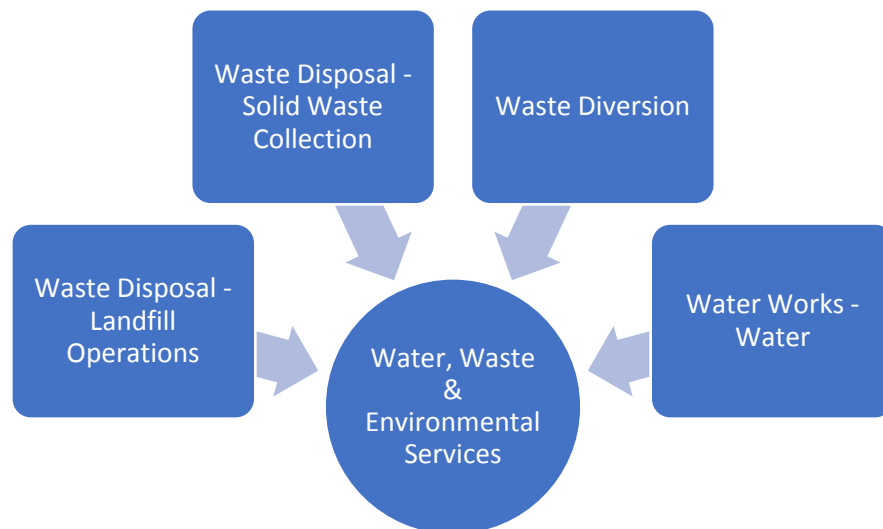 Waste Disposal -
Solid Waste
Collection
Waste Diversion
Waste Disposal -
Landfill
Operations
Water Works -
Water
Water, Waste
&
Environmental
Services